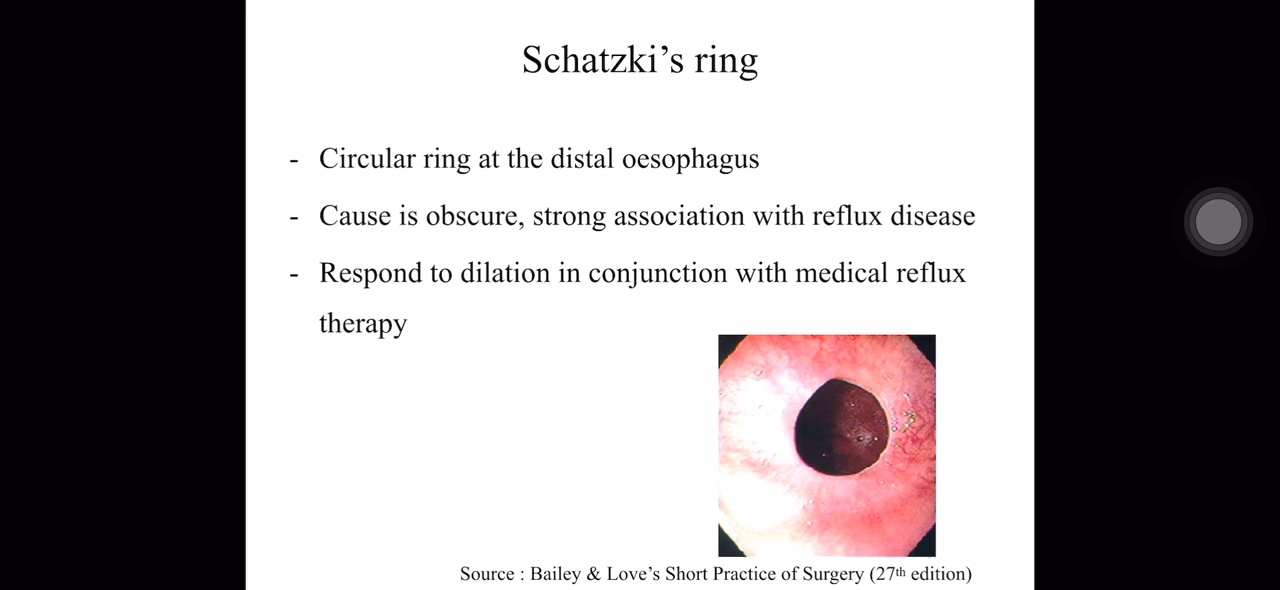 Schatzki’s ring
- Circular ring at the distal oesophagus
- Cause is obscure, strong association with reflux disease
- Respond to dilation in conjunction with medical reflux
therapy
Source : Bailey & Love’s Short Practice of Surgery (27th edition)